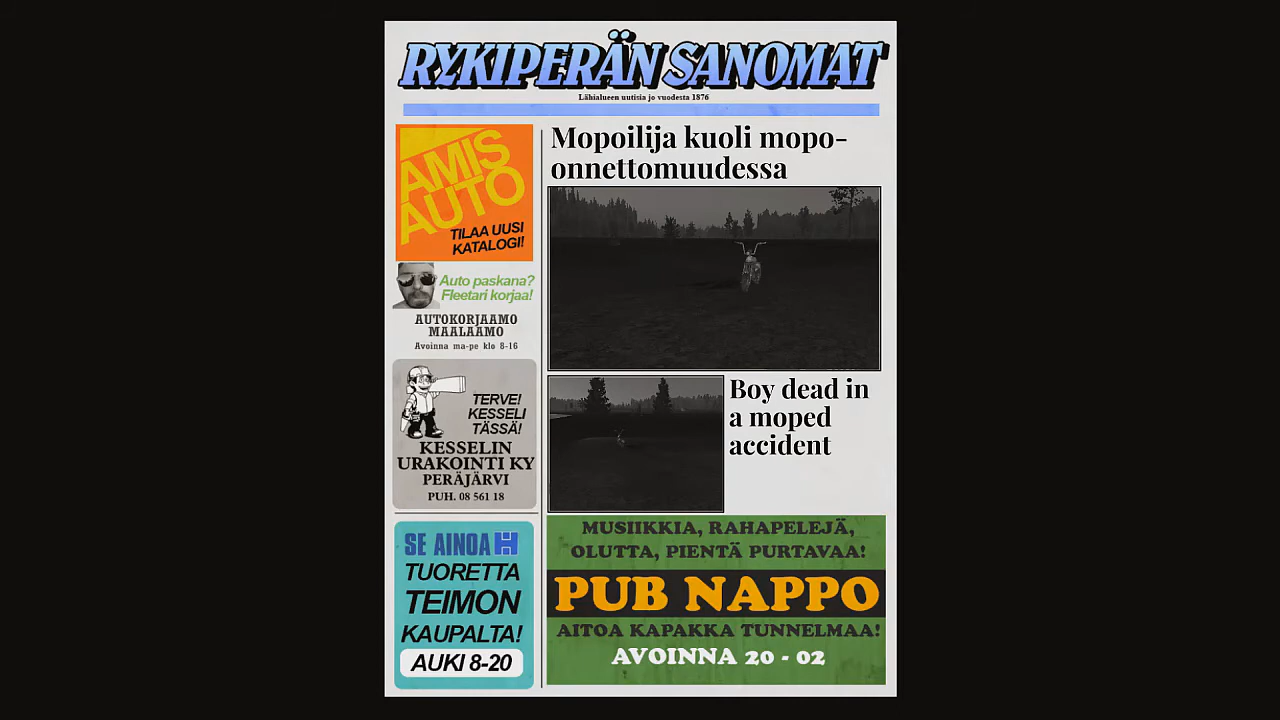 RYKIPERÄN SANOMAT
Lähialueen uutisia jo vuodesta 1876
AMIS
AUTO
TILAA UUSI
KATALOGI!
Auto paskana?
Fleetari korjaa!
AUTOKORJAAMO
MAALAAMO
Avoinna ma-pe klo 8-16
TERVE!
KESSELI
TÄSSÄ!
KESSELIN
URAKOINTI KY
PERÄJÄRVI
PUH. 08 561 18
SE AINOA H
TUORETTA
TEIMON
KAUPALTA!
AUKI 8-20
Mopoilija kuoli mopo-
onnettomuudessa
Boy dead in
a moped
accident
MUSIIKKIA, RAHAPELEJÄ,
OLUTTA, PIENTÄ PURTAVAA!
PUB NAPPO
AITOA KAPAKKA TUNNELMAA!
AVOINNA 20 - 02